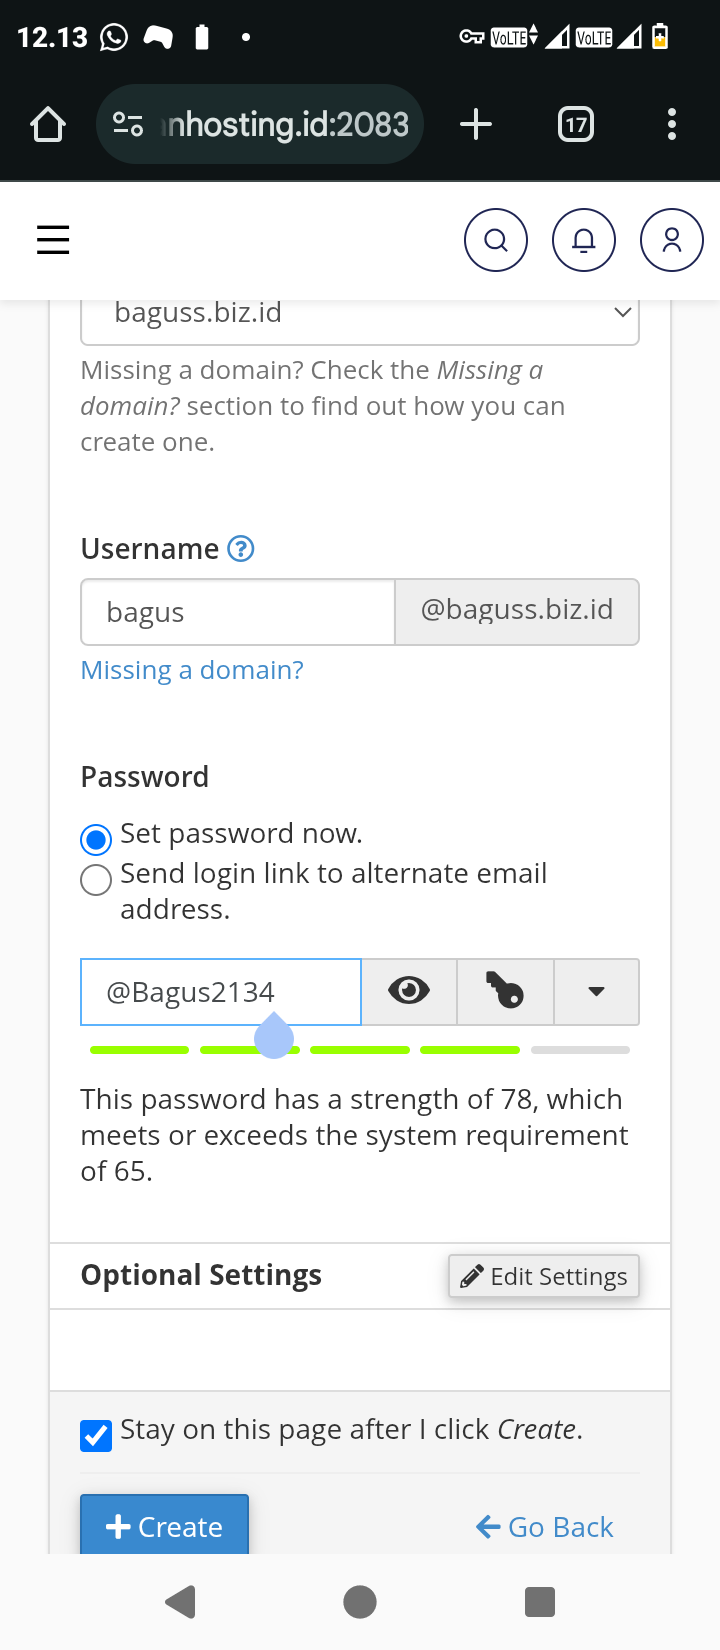 12.13
VoLTE VoLTE
nhosting.id:2083
17
baguss.biz.id
Missing a domain? Check the Missing a
domain? section to find out how you can
create one.
Username ?
bagus
@baguss.biz.id
Missing a domain?
Password
Set password now.
Send login link to alternate email
address.
@Bagus2134
This password has a strength of 78, which
meets or exceeds the system requirement
of 65.
Optional Settings
Edit Settings
Stay on this page after I click Create.
Create
Go Back